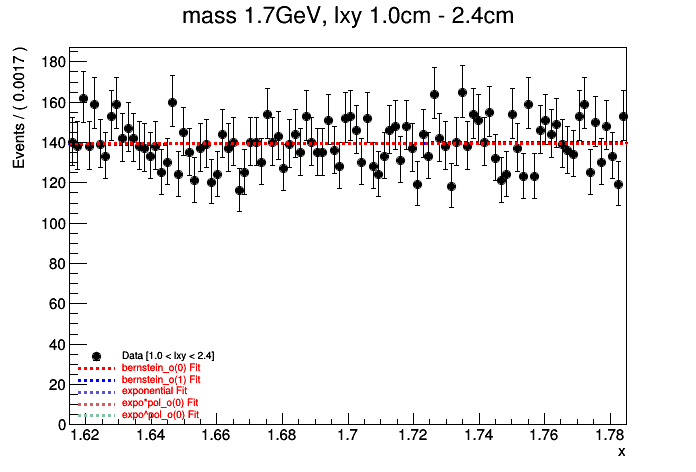 mass 1.7GeV, lxy 1.0cm - 2.4cm
Events / ( 0.0017 )
180
160
140
120
100
80
60
40
20
0
Data [1.0 < lxy < 2.4]
bernstein_o(0) Fit
bernstein_o(1) Fit
exponential Fit
expo*pol_o(0) Fit
expo^pol_o(0) Fit
1.62 1.64 1.66 1.68 1.7 1.72 1.74 1.76 1.78
x